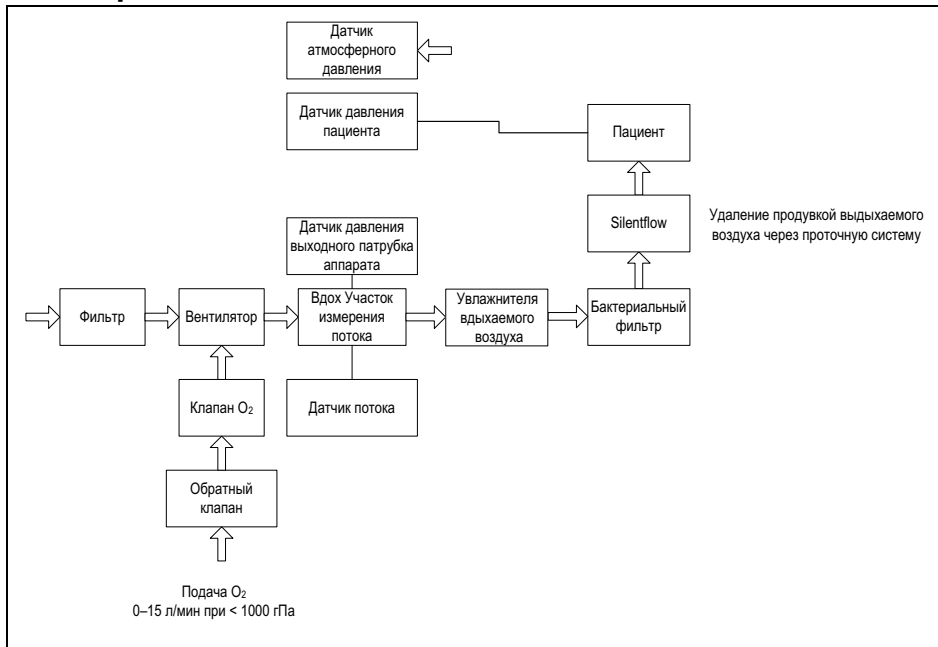 Датчик
атмосферного
давления
Датчик давления
пациента
Пациент
Silentflow
Удаление продувкой выдыхаемого
воздуха через проточную систему
Датчик давления
выходного патрубка
аппарата
Фильтр
Вентилятор
Вдох Участок
измерения
потока
Увлажнителя
вдыхаемого
воздуха
Бактериальный
фильтр
Клапан O2
Датчик потока
Обратный
клапан
Подача O2
0–15 л/мин при < 1000 гПа